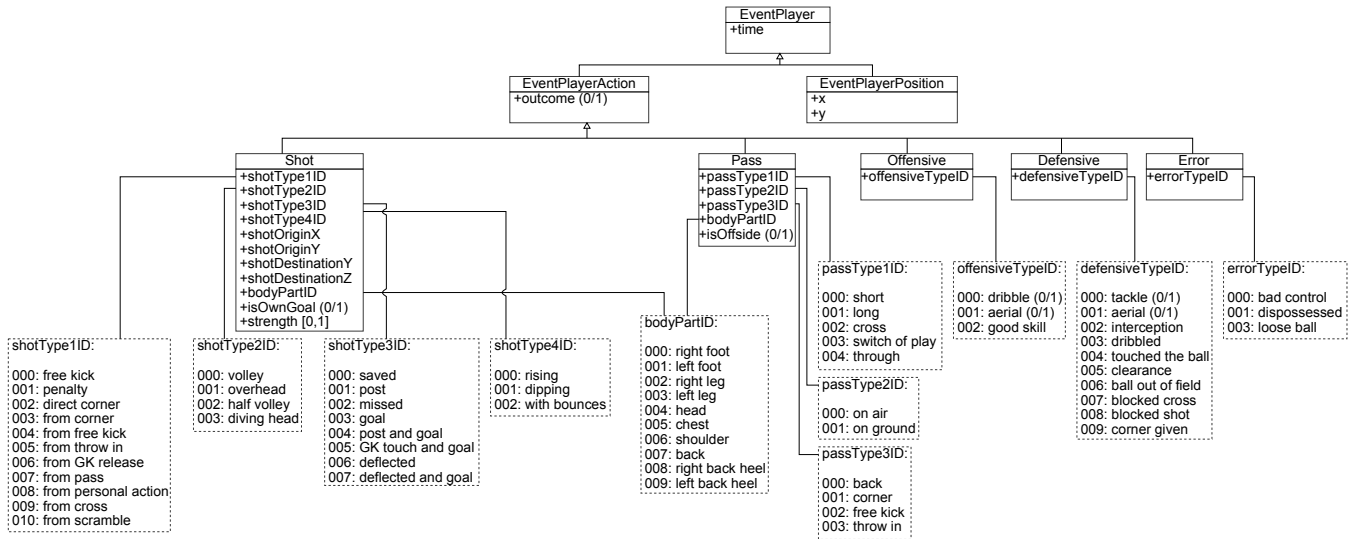 EventPlayer
+time
EventPlayerAction
+outcome (0/1)
EventPlayerPosition
+x
+y
Shot
+shotType1ID
+shotType2ID
+shotType3ID
+shotType4ID
+shotOriginX
+shotOriginY
+shotDestinationY
+shotDestinationZ
+bodyPartID
+isOwnGoal (0/1)
+strength [0,1]
Pass
+passType1ID
+passType2ID
+passType3ID
+bodyPartID
+isOffside (0/1)
Offensive
+offensiveTypeID
Defensive
+defensiveTypeID
Error
+errorTypeID
shotType1ID:
000: free kick
001: penalty
002: direct corner
003: from corner
004: from free kick
005: from throw in
006: from GK release
007: from pass
008: from personal action
009: from cross
010: from scramble
shotType2ID:
000: volley
001: overhead
002: half volley
003: diving head
shotType3ID:
000: saved
001: post
002: missed
003: goal
004: post and goal
005: GK touch and goal
006: deflected
007: deflected and goal
shotType4ID:
000: rising
001: dipping
002: with bounces
bodyPartID:
000: right foot
001: left foot
002: right leg
003: left leg
004: head
005: chest
006: shoulder
007: back
008: right back heel
009: left back heel
passType1ID:
000: short
001: long
002: cross
003: switch of play
004: through
passType2ID:
000: on air
001: on ground
passType3ID:
000: back
001: corner
002: free kick
003: throw in
offensiveTypeID:
000: dribble (0/1)
001: aerial (0/1)
002: good skill
defensiveTypeID:
000: tackle (0/1)
001: aerial (0/1)
002: interception
003: dribbled
004: touched the ball
005: clearance
006: ball out of field
007: blocked cross
008: blocked shot
009: corner given
errorTypeID:
000: bad control
001: dispossessed
003: loose ball